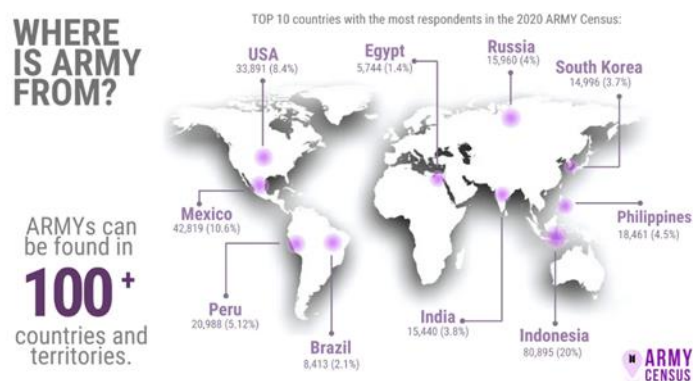 WHERE
IS ARMY
FROM?
TOP 10 countries with the most respondents in the 2020 ARMY Census:
USA
33,891 (8.4%)
Egypt
5,744 (1.4%)
Russia
15,960 (4%)
South Korea
14,996 (3.7%)
Mexico
42,819 (10.6%)
Philippines
18,461 (4.5%)
ARMYs can
be found in
100+
countries and
territories.
Peru
20,988 (5.12%)
Brazil
8,413 (2.1%)
India
15,440 (3.8%)
Indonesia
80,895 (20%)
ARMY
CENSUS